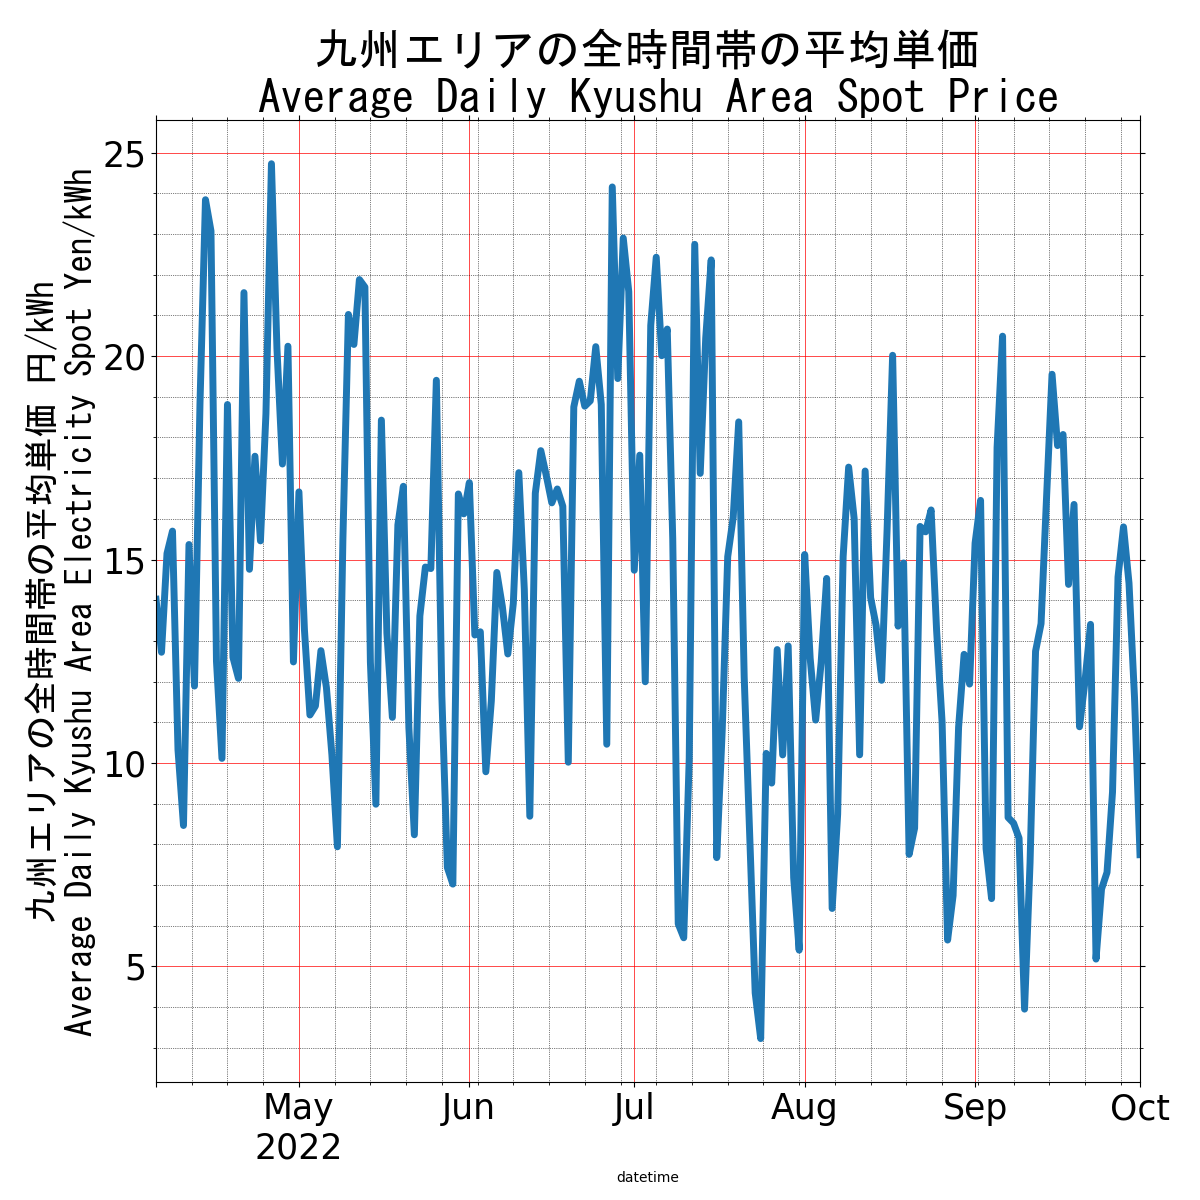 九州エリアの全時間帯の平均単価
Average Daily Kyushu Area Spot Price
九州エリアの全時間帯の平均単価 円/kWh
Average Daily Kyushu Area Electricity Spot Yen/kWh
25
20
15
10
5
May
2022
Jun
Jul
Aug
Sep
Oct
datetime